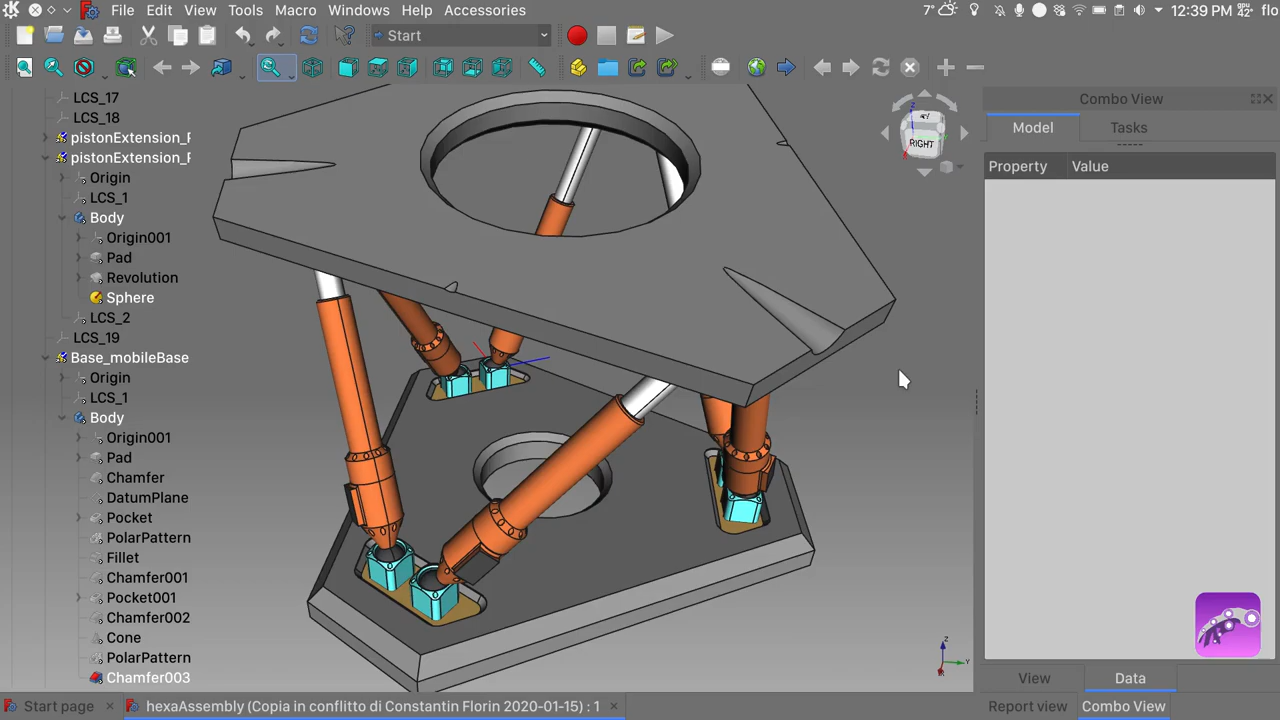 File Edit View Tools Macro Windows Help Accessories
7° 12:39 PM flo
Start
LCS_17
LCS_18
pistonExtension_F
pistonExtension_F
Origin
LCS_1
Body
Origin001
Pad
Revolution
Sphere
LCS_2
LCS_19
Base_mobileBase
Origin
LCS_1
Body
Origin001
Pad
Chamfer
DatumPlane
Pocket
PolarPattern
Fillet
Chamfer001
Pocket001
Chamfer002
Cone
PolarPattern
Chamfer003
RIGHT
Z
Y
Combo View
Model Tasks
Property Value
View Data
Report view Combo View
Start page
hexaAssembly (Copia in conflitto di Constantin Florin 2020-01-15) : 1